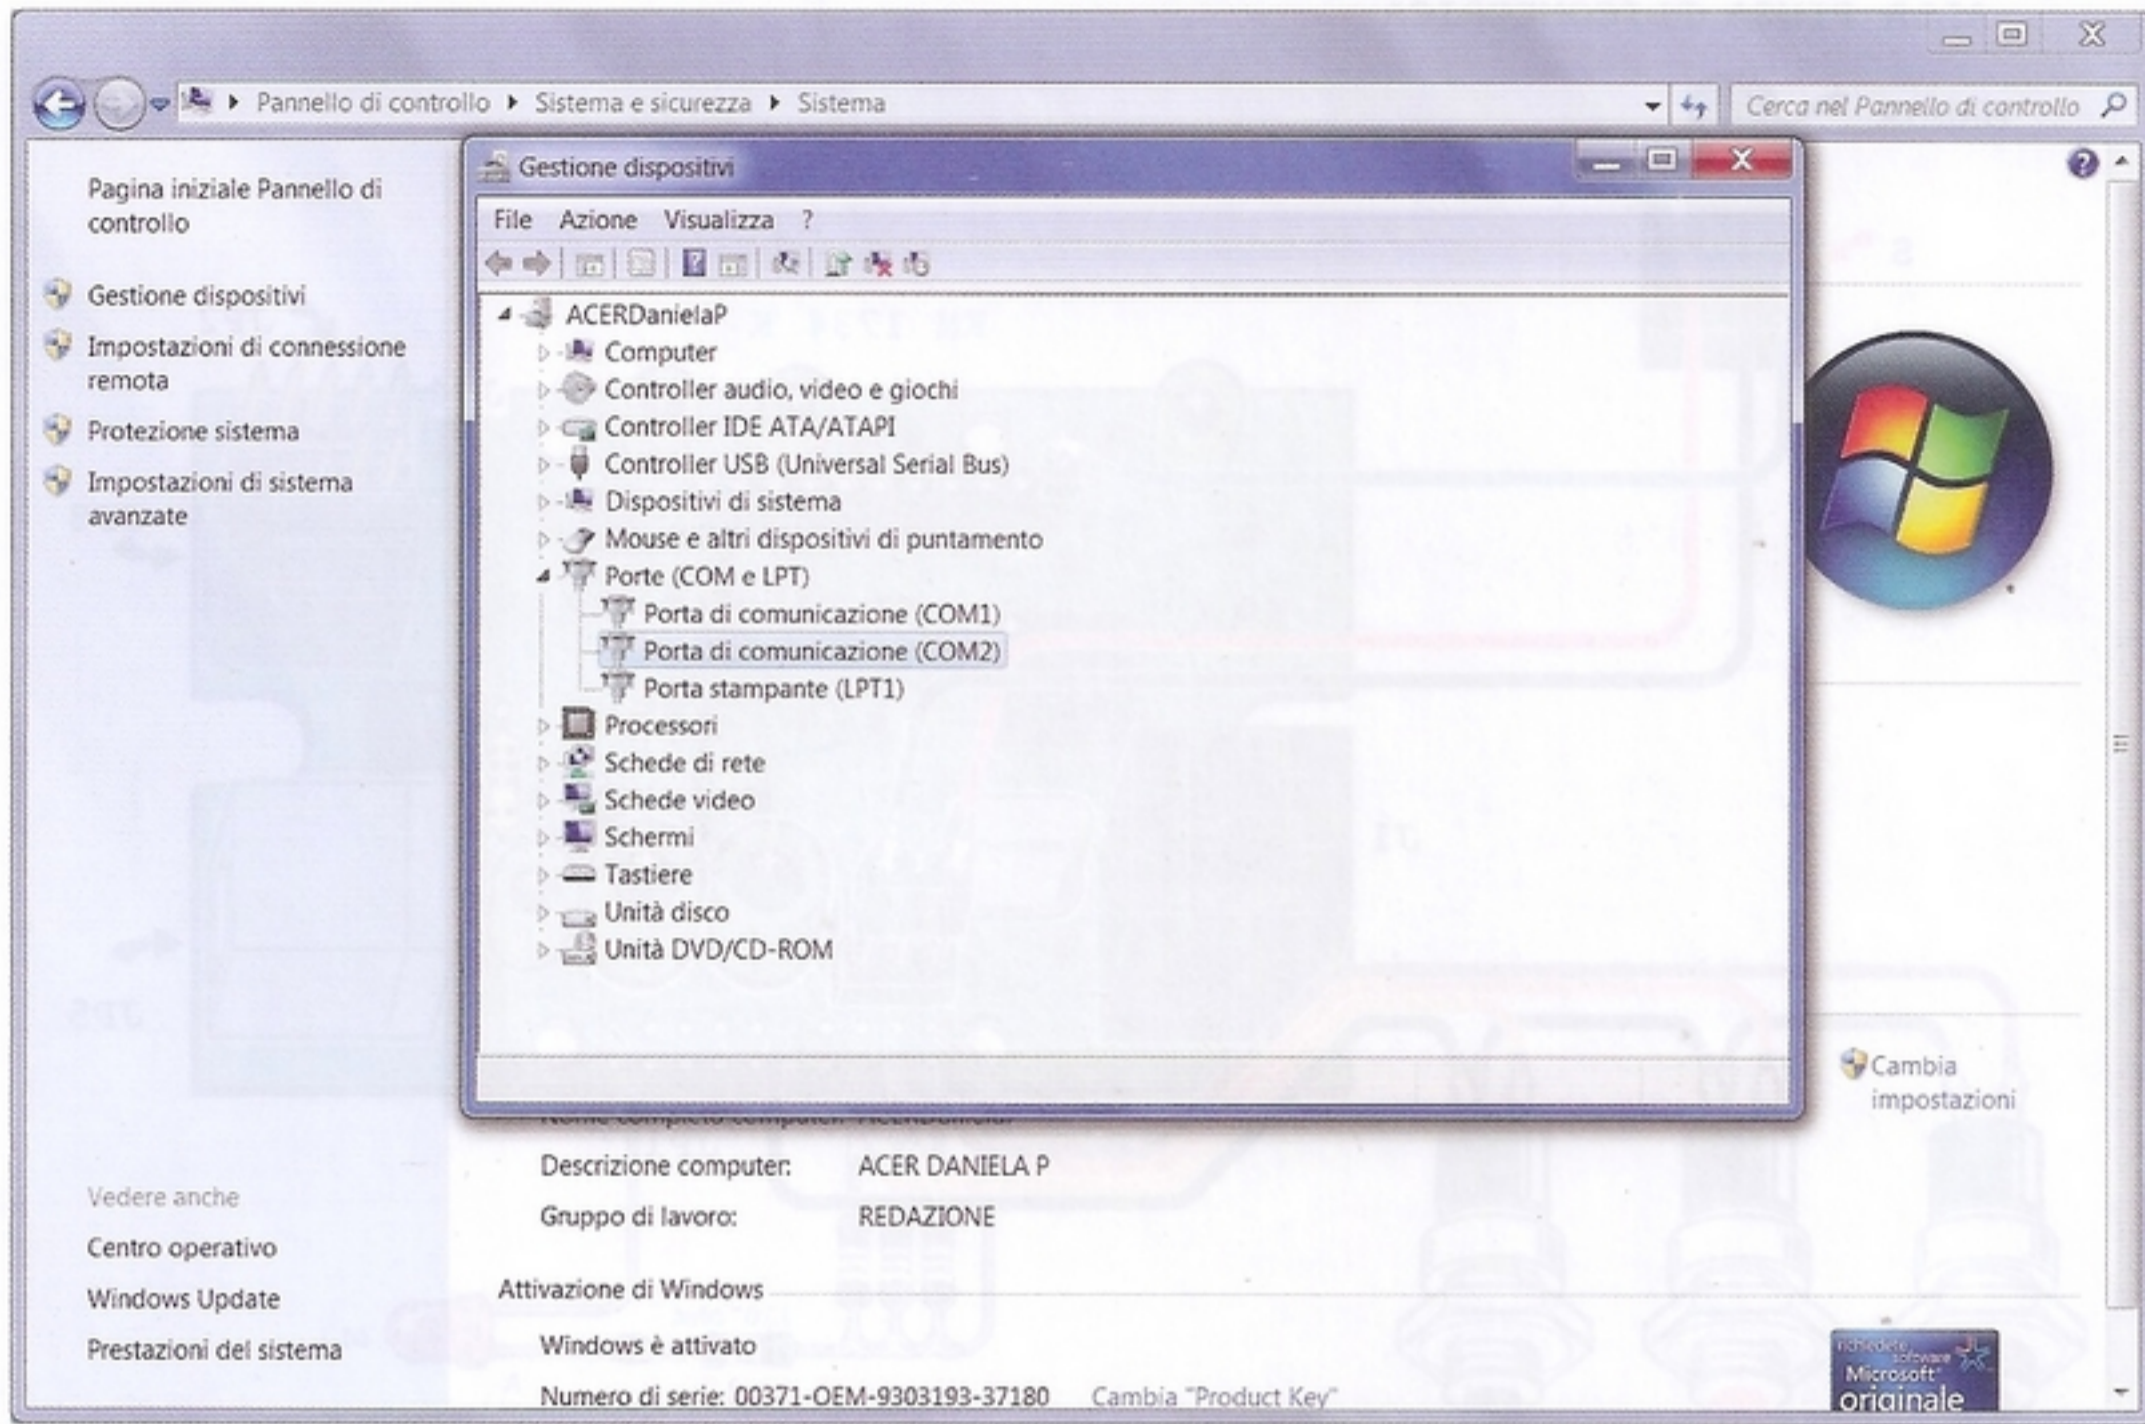 Pannello di controllo Sistema e sicurezza Sistema
Cerca nel Pannello di controllo
Pagina iniziale Pannello di
controllo
Gestione dispositivi
Impostazioni di connessione
remota
Protezione sistema
Impostazioni di sistema
avanzate
Gestione dispositivi
File Azione Visualizza ?
ACERDanielaP
Computer
Controller audio, video e giochi
Controller IDE ATA/ATAPI
Controller USB (Universal Serial Bus)
Dispositivi di sistema
Mouse e altri dispositivi di puntamento
Porte (COM e LPT)
Porta di comunicazione (COM1)
Porta di comunicazione (COM2)
Porta stampante (LPT1)
Processori
Schede di rete
Schede video
Schermi
Tastiere
Unità disco
Unità DVD/CD-ROM
Cambia
impostazioni
Nome completo computer: ACERDanielaP
Descrizione computer: ACER DANIELA P
Gruppo di lavoro: REDAZIONE
Attivazione di Windows
Windows è attivato
Numero di serie: 00371-OEM-9303193-37180 Cambia "Product Key"
Vedere anche
Centro operativo
Windows Update
Prestazioni del sistema
richiedete
software
Microsoft
originale